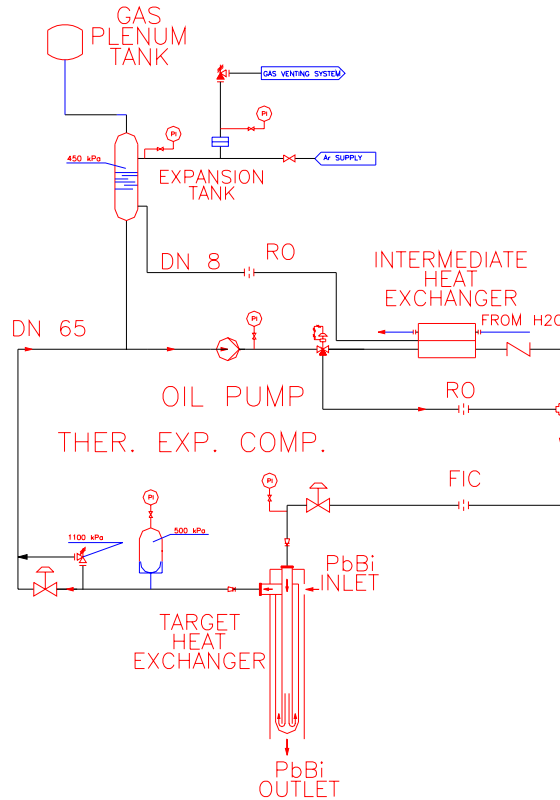 GAS
PLENUM
TANK
GAS VENTING SYSTEM
PI
PI
450 kPa
Ar SUPPLY
EXPANSION
TANK
DN 8
RO
INTERMEDIATE
HEAT
EXCHANGER
FROM H2O
DN 65
PI
OIL PUMP
RO
THER. EXP. COMP.
PI
FIC
PI
1100 kPa
500 kPa
PbBi
INLET
TARGET
HEAT
EXCHANGER
PbBi
OUTLET